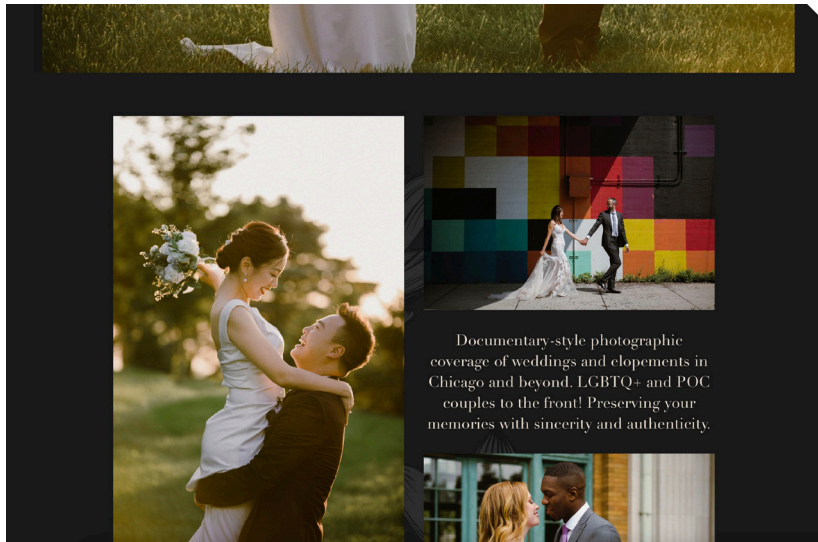 Documentary-style photographic
coverage of weddings and elopements in
Chicago and beyond. LGBTQ+ and POC
couples to the front! Preserving your
memories with sincerity and authenticity.